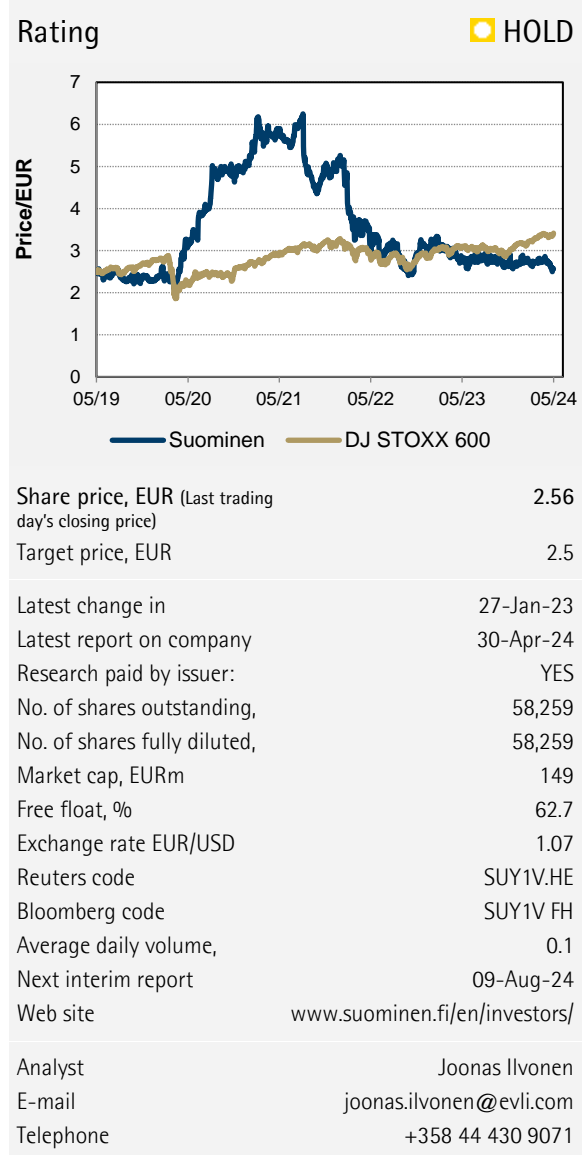 Rating HOLD
7
6
5
4
3
2
1
0
Price/EUR
05/19 05/20 05/21 05/22 05/23 05/24
Suominen DJ STOXX 600
Share price, EUR (Last trading day's closing price) 2.56
Target price, EUR 2.5
Latest change in 27-Jan-23
Latest report on company 30-Apr-24
Research paid by issuer: YES
No. of shares outstanding, 58,259
No. of shares fully diluted, 58,259
Market cap, EURm 149
Free float, % 62.7
Exchange rate EUR/USD 1.07
Reuters code SUY1V.HE
Bloomberg code SUY1V FH
Average daily volume, 0.1
Next interim report 09-Aug-24
Web site www.suominen.fi/en/investors/
Analyst Joonas Ilvonen
E-mail joonas.ilvonen@evli.com
Telephone +358 44 430 9071